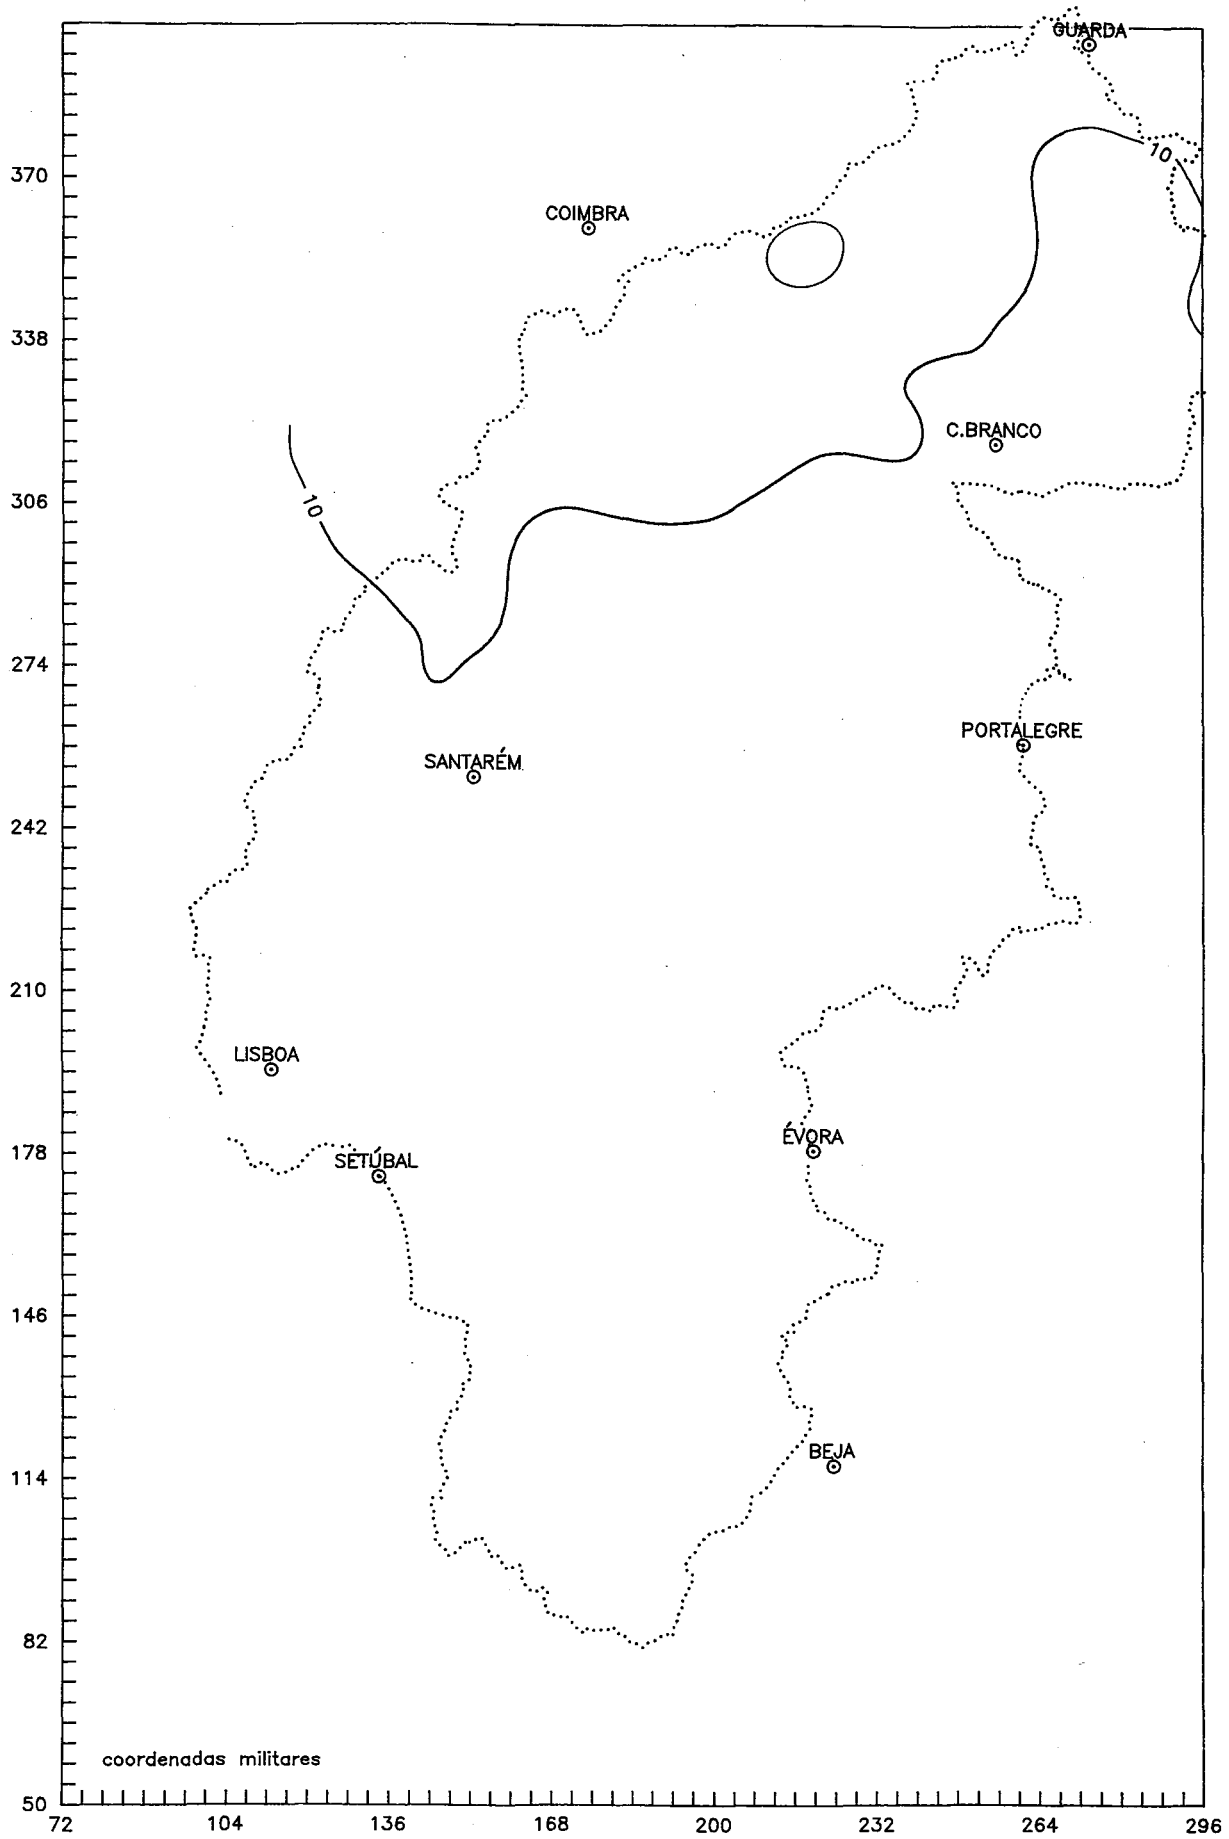 GUARDA
10
370
COIMBRA
338
C.BRANCO
306
10
274
PORTALEGRE
SANTARÉM
242
210
LISBOA
ÉVORA
178
SETÚBAL
146
BEJA
114
82
coordenadas militares
50
72 104 136 168 200 232 264 296